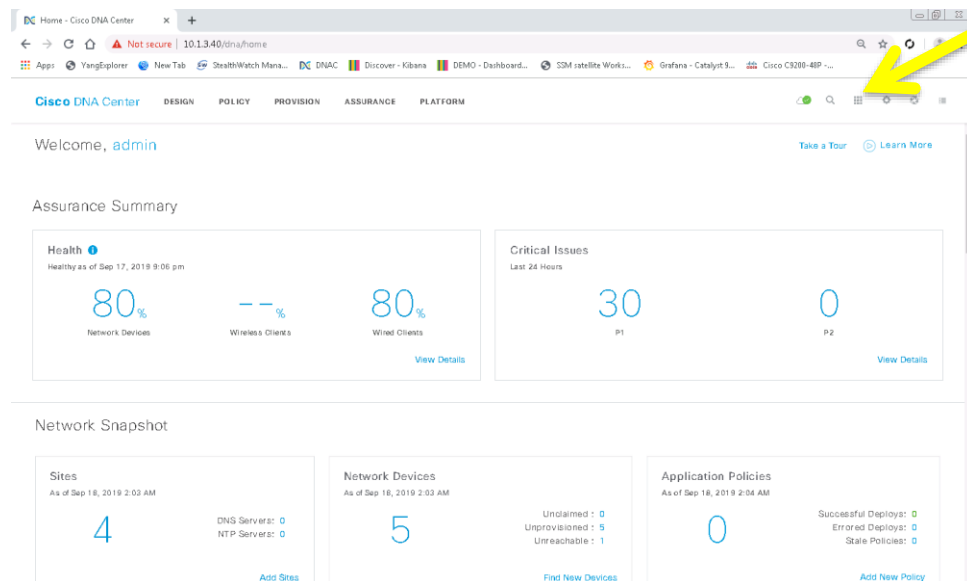 Home - Cisco DNA Center
Not secure | 10.1.3.40/dna/home
Apps YangExplorer New Tab StealthWatch Mana... DNAC Discover - Kibana DEMO - Dashboard... SSM satellite Works... Grafana - Catalyst 9... Cisco C9200-48P -...
Cisco DNA Center DESIGN POLICY PROVISION ASSURANCE PLATFORM
Welcome, admin Take a Tour Learn More
Assurance Summary
Health Critical Issues
Healthy as of Sep 17, 2019 9:06 pm Last 24 Hours
80% --% 80% 30 0
Network Devices Wireless Clients Wired Clients P1 P2
View Details View Details
Network Snapshot
Sites Network Devices Application Policies
As of Sep 18, 2019 2:03 AM As of Sep 18, 2019 2:03 AM As of Sep 18, 2019 2:04 AM
4 5 0
Unclaimed : 0 Successful Deploys: 0
DNS Servers: 0 Unprovisioned : 5 Errored Deploys: 0
NTP Servers: 0 Unreachable : 1 Stale Policies: 0
Add Sites Find New Devices Add New Policy